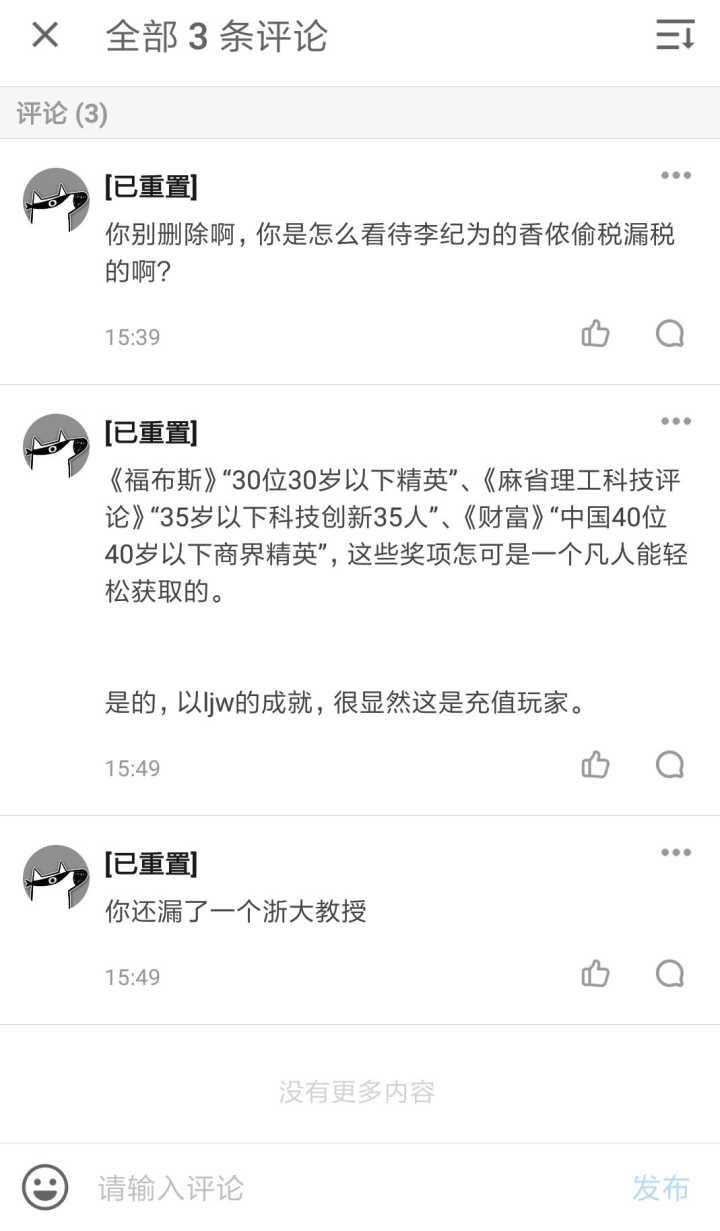 全部 3 条评论
评论 (3)
[已重置]
你别删除啊，你是怎么看待李纪为的香侬偷税漏税
的啊？
15:39
[已重置]
《福布斯》“30位30岁以下精英”、《麻省理工科技评
论》“35岁以下科技创新35人”、《财富》“中国40位
40岁以下商界精英”，这些奖项怎可是一个凡人能轻
松获取的。
是的，以ljw的成就，很显然这是充值玩家。
15:49
[已重置]
你还漏了一个浙大教授
15:49
没有更多内容
请输入评论
发布